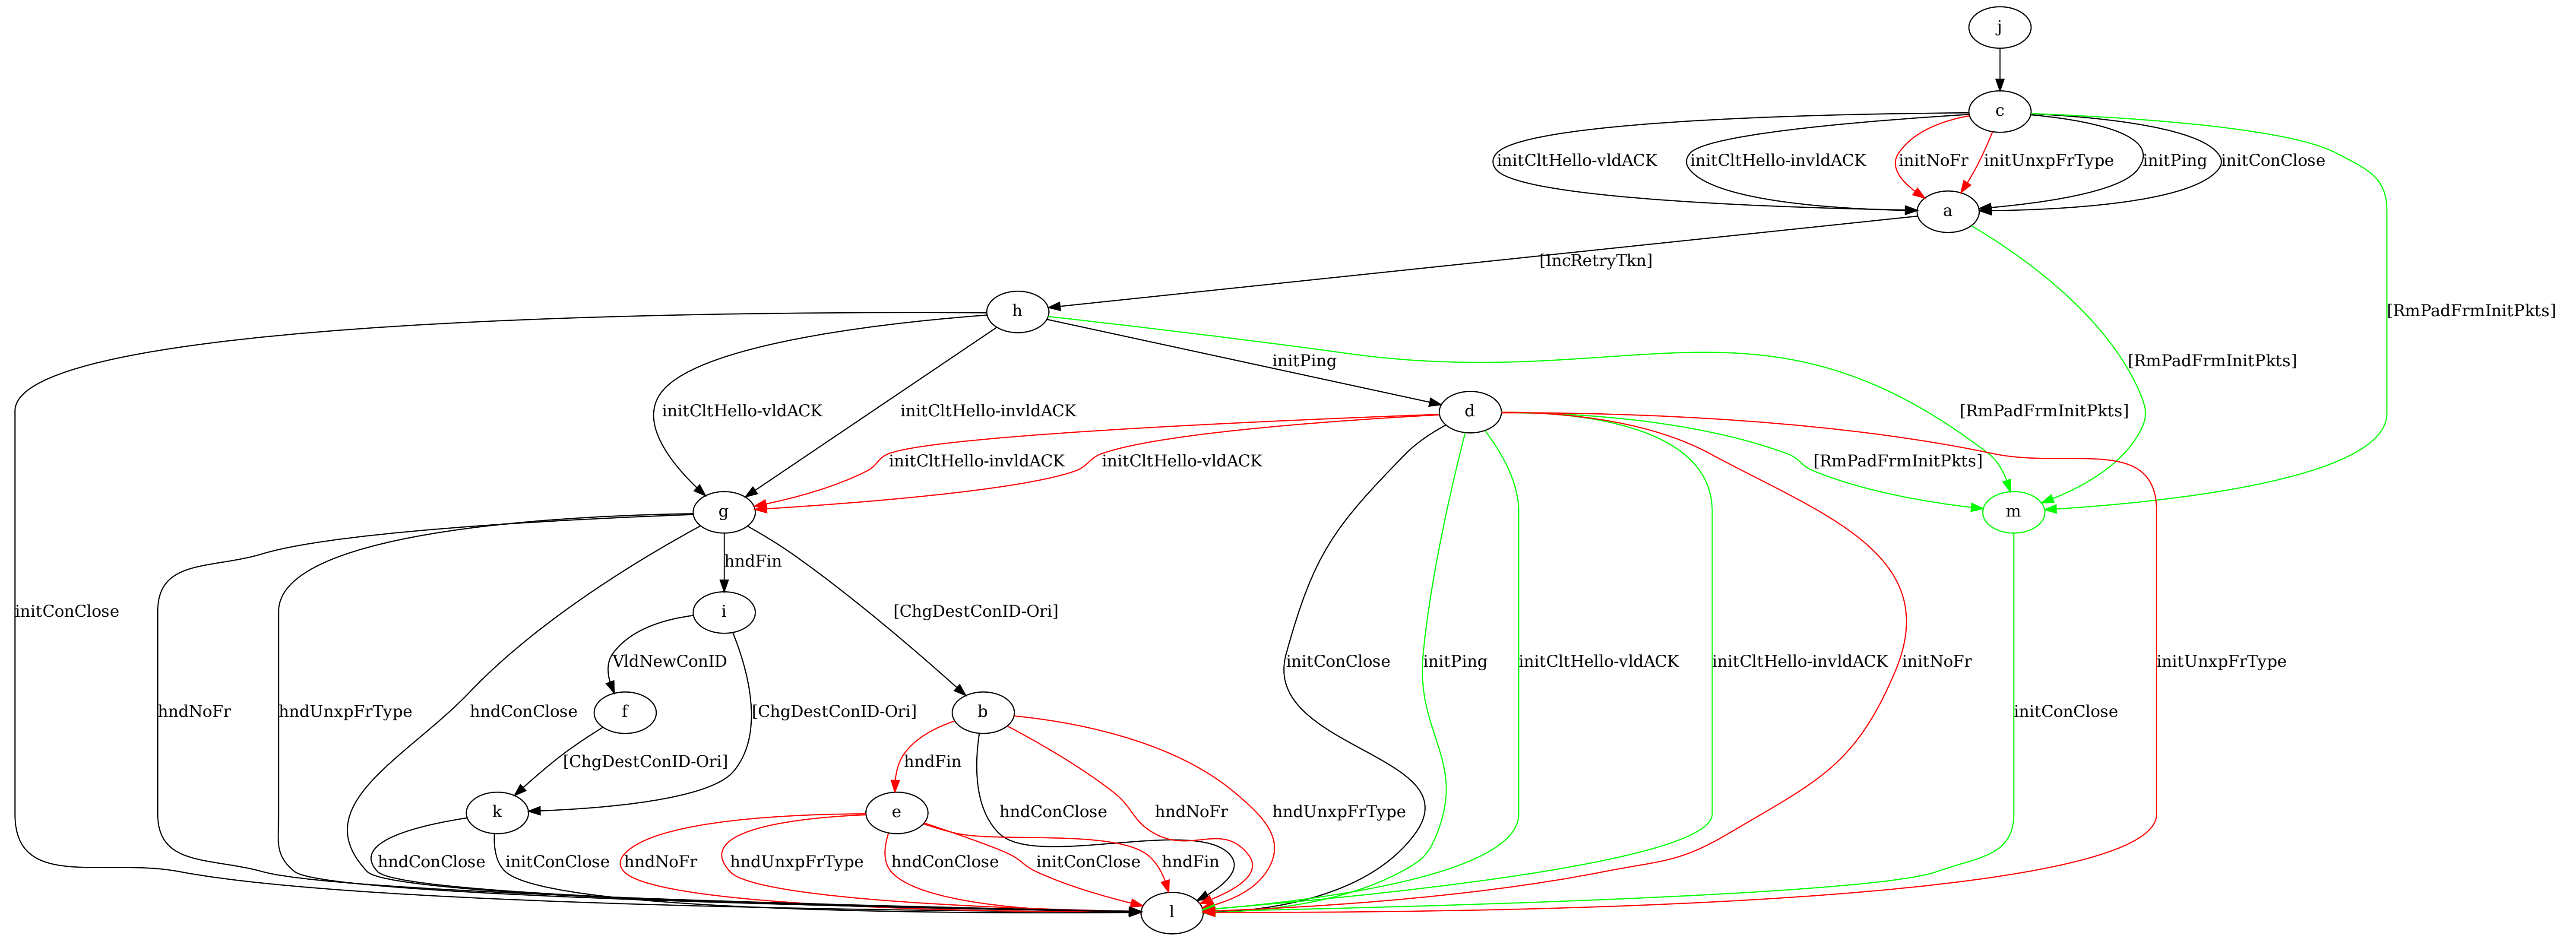 j
c
initCltHello-vldACK
initCltHello-invldACK
initNoFr
initUnxpFrType
initPing
initConClose
a
[IncRetryTkn]
h
[RmPadFrmInitPkts]
initPing
[RmPadFrmInitPkts]
initCltHello-vldACK
initCltHello-invldACK
d
[RmPadFrmInitPkts]
initCltHello-invldACK
initCltHello-vldACK
[RmPadFrmInitPkts]
g
m
hndFin
initConClose
i
[ChgDestConID-Ori]
VldNewConID
initConClose
initPing
initCltHello-vldACK
initCltHello-invldACK
initNoFr
initUnxpFrType
hndNoFr
hndUnxpFrType
hndConClose
f
[ChgDestConID-Ori]
b
initConClose
[ChgDestConID-Ori]
hndFin
k
e
hndConClose
hndNoFr
hndUnxpFrType
hndConClose
initConClose
hndNoFr
hndUnxpFrType
hndConClose
initConClose
hndFin
l